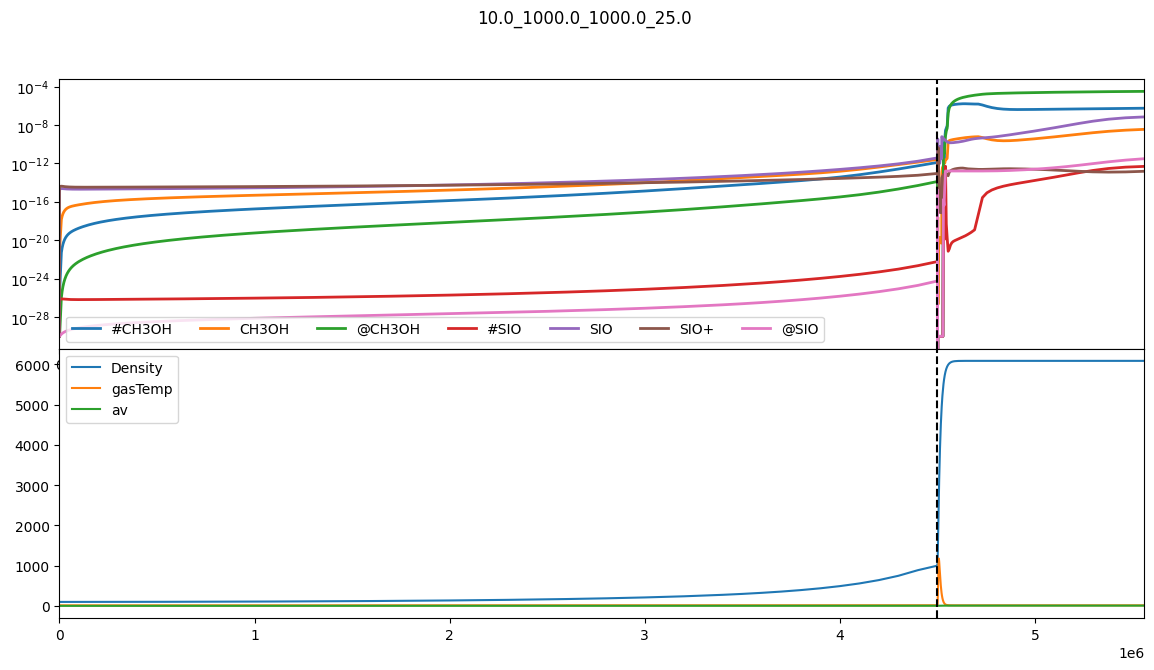 10.0_1000.0_1000.0_25.0
10⁻⁴
10⁻⁸
10⁻¹²
10⁻¹⁶
10⁻²⁰
10⁻²⁴
10⁻²⁸
#CH3OH CH3OH @CH3OH #SIO SIO SIO+ @SIO
6000
5000
4000
3000
2000
1000
0
Density
gasTemp
av
0 1 2 3 4 5
1e6